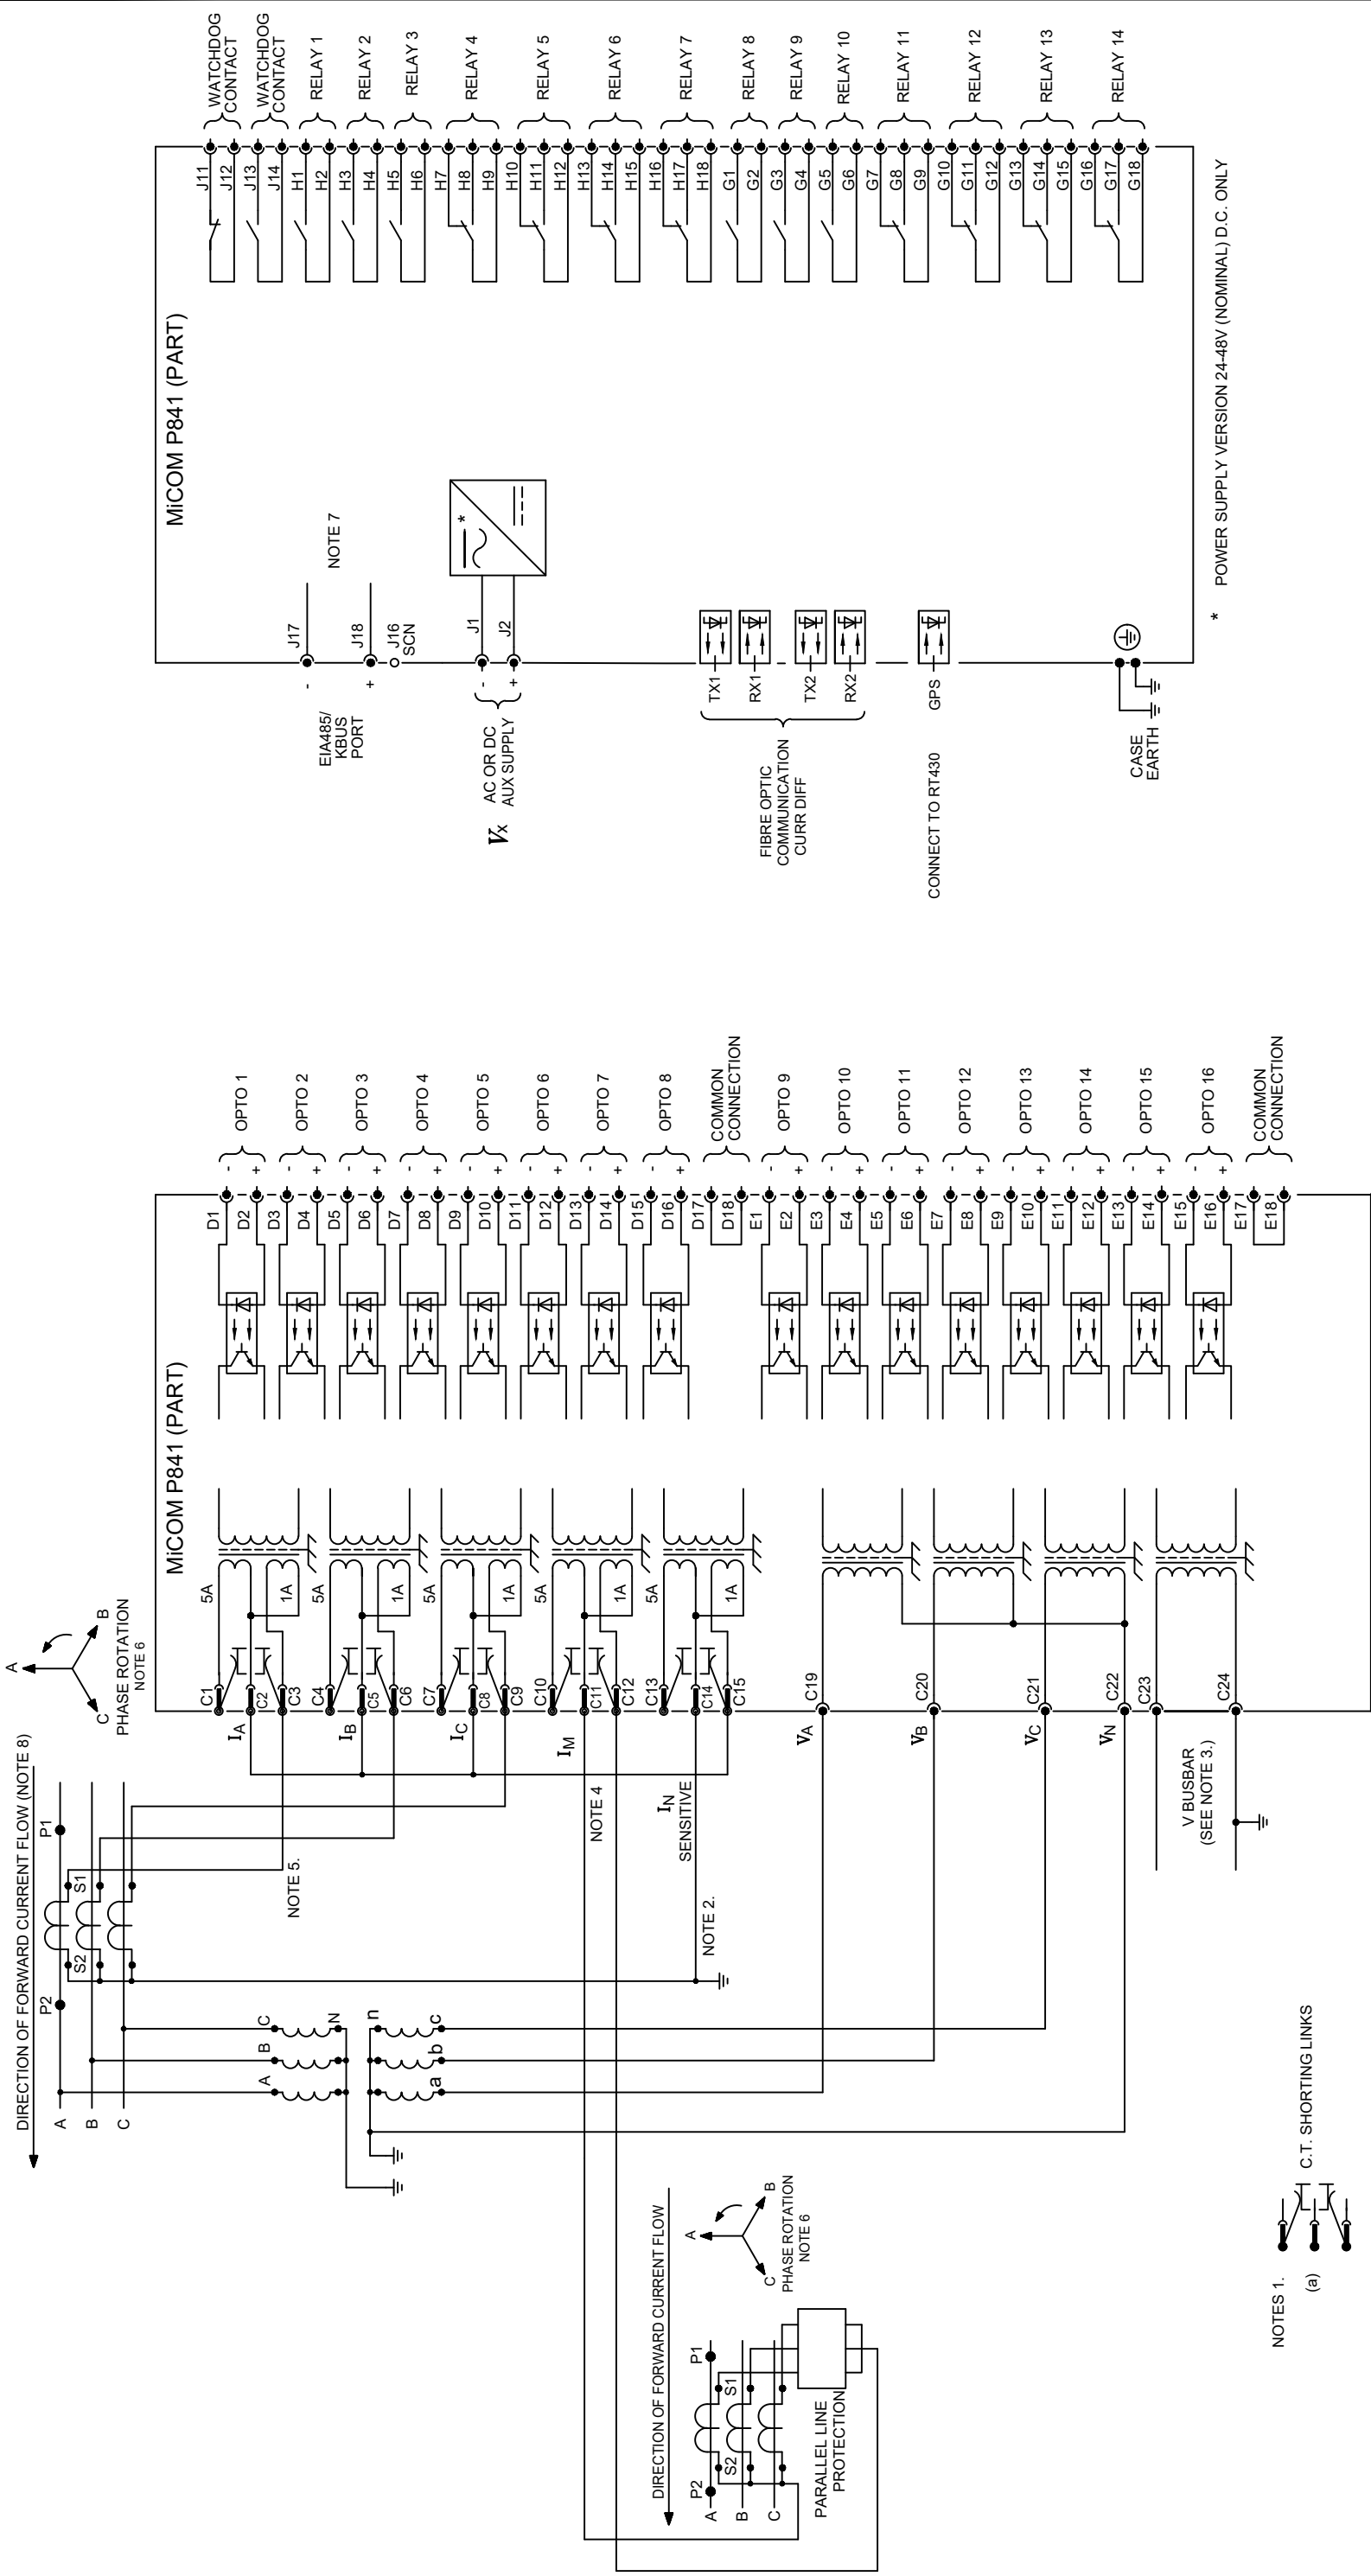 DIRECTION OF FORWARD CURRENT FLOW (NOTE 8)
A
B
C
PHASE ROTATION
NOTE 6
P2
P1
S2
S1
A
B
C
A
B
C
N
n
a
b
c
NOTE 5.
NOTE 4
NOTE 2.
DIRECTION OF FORWARD CURRENT FLOW
A
B
C
PHASE ROTATION
NOTE 6
P2
P1
S2
S1
A
B
C
PARALLEL LINE
PROTECTION
NOTES 1.
(a)
C.T. SHORTING LINKS
MiCOM P841 (PART)
IA
IB
IC
IM
IN
SENSITIVE
VA
VB
VC
VN
V BUSBAR
(SEE NOTE 3.)
C1
C2
C3
C4
C5
C6
C7
C8
C9
C10
C11
C12
C13
C14
C15
C19
C20
C21
C22
C23
C24
5A
1A
5A
1A
5A
1A
5A
1A
5A
1A
D1
-
D2
+
OPTO 1
D3
-
D4
+
OPTO 2
D5
-
D6
+
OPTO 3
D7
-
D8
+
OPTO 4
D9
-
D10
+
OPTO 5
D11
-
D12
+
OPTO 6
D13
-
D14
+
OPTO 7
D15
-
D16
+
OPTO 8
D17
D18
COMMON
CONNECTION
E1
-
E2
+
OPTO 9
E3
-
E4
+
OPTO 10
E5
-
E6
+
OPTO 11
E7
-
E8
+
OPTO 12
E9
-
E10
+
OPTO 13
E11
-
E12
+
OPTO 14
E13
-
E14
+
OPTO 15
E15
-
E16
+
OPTO 16
E17
E18
COMMON
CONNECTION
MiCOM P841 (PART)
EIA485/
KBUS
PORT
-
+
J17
J18
J16
SCN
NOTE 7
Vx
AC OR DC
AUX SUPPLY
-
+
J1
J2
*
FIBRE OPTIC
COMMUNICATION
CURR DIFF
TX1
RX1
TX2
RX2
CONNECT TO RT430
GPS
CASE
EARTH
J11
J12
WATCHDOG
CONTACT
J13
J14
WATCHDOG
CONTACT
H1
H2
RELAY 1
H3
H4
RELAY 2
H5
H6
RELAY 3
H7
H8
H9
RELAY 4
H10
H11
H12
RELAY 5
H13
H14
H15
RELAY 6
H16
H17
H18
RELAY 7
G1
G2
RELAY 8
G3
G4
RELAY 9
G5
G6
RELAY 10
G7
G8
G9
RELAY 11
G10
G11
G12
RELAY 12
G13
G14
G15
RELAY 13
G16
G17
G18
RELAY 14
* POWER SUPPLY VERSION 24-48V (NOMINAL) D.C. ONLY